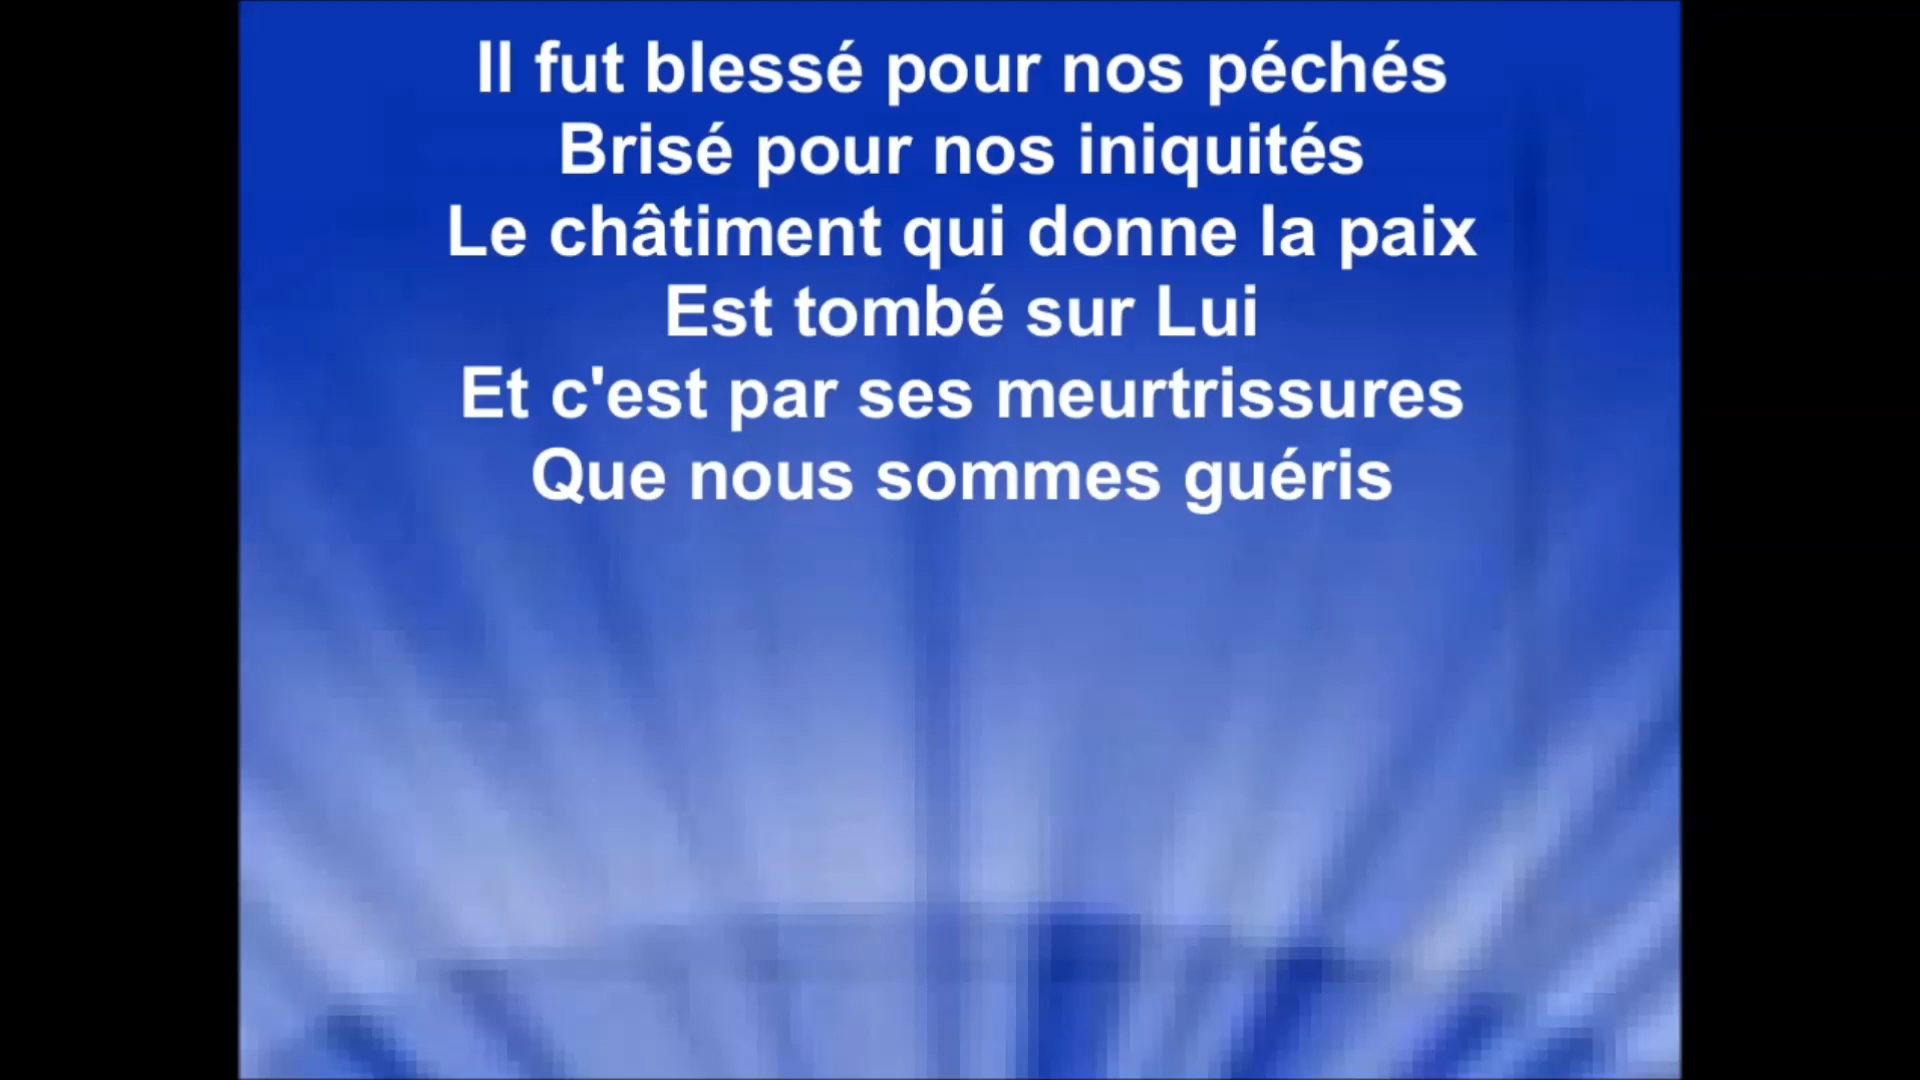 Il fut blessé pour nos péchés
Brisé pour nos iniquités
Le châtiment qui donne la paix
Est tombé sur Lui
Et c'est par ses meurtrissures
Que nous sommes guéris